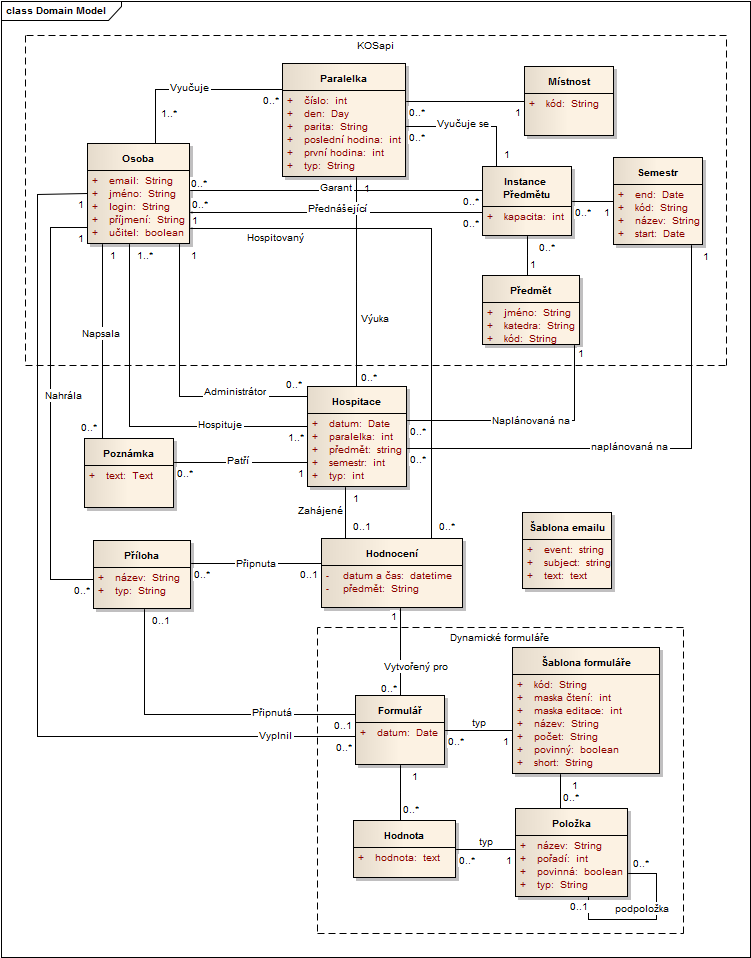 class Domain Model
KOSapi
Paralelka
+ číslo: int
+ den: Day
+ parita: String
+ poslední hodina: int
+ první hodina: int
+ typ: String
Místnost
+ kód: String
Osoba
+ email: String
+ jméno: String
+ login: String
+ příjmení: String
+ učitel: boolean
Instance
Předmětu
+ kapacita: int
Semestr
+ end: Date
+ kód: String
+ název: String
+ start: Date
Předmět
+ jméno: String
+ katedra: String
+ kód: String
Vyučuje
1..*
0..*
0..*
1
Vyučuje se
0..*
1
Garant
0..*
0..*
Přednášející
0..*
0..*
1
Hospitovaný
1
0..*
0..*
1
0..*
1
1
1
1
1..*
1
1
Výuka
0..*
1
1
Napsala
Nahrála
Administrátor
0..*
Hospituje
1..*
Naplánovaná na
0..*
naplánovaná na
0..*
Hospitace
+ datum: Date
+ paralelka: int
+ předmět: string
+ semestr: int
+ typ: int
0..*
Poznámka
+ text: Text
Patří
0..*
1
Zahájené
1
0..1
Šablona emailu
+ event: string
+ subject: string
+ text: text
Příloha
+ název: String
+ typ: String
Hodnocení
- datum a čas: datetime
- předmět: String
Připnuta
0..*
0..1
0..*
0..1
1
Dynamické formuláře
Vytvořený pro
0..*
Šablona formuláře
+ kód: String
+ maska čtení: int
+ maska editace: int
+ název: String
+ počet: String
+ povinný: boolean
+ short: String
Formulář
+ datum: Date
Připnutá
0..1
Vyplnil
0..*
typ
0..*
1
1
0..*
1
0..*
Hodnota
+ hodnota: text
Položka
+ název: String
+ pořadí: int
+ povinná: boolean
+ typ: String
typ
0..*
1
0..*
0..1
podpoložka